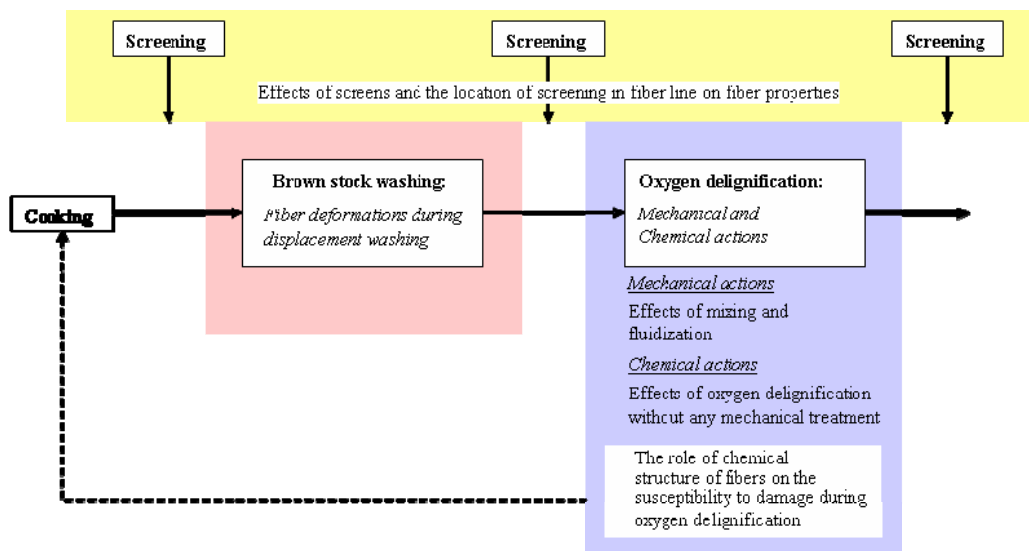 Screening
Screening
Screening
Effects of screens and the location of screening in fiber line on fiber properties
Cooking
Brown stock washing:
Fiber deformations during
displacement washing
Oxygen delignification:
Mechanical and
Chemical actions
Mechanical actions
Effects of mixing and
fluidization
Chemical actions
Effects of oxygen delignification
without any mechanical treatment
The role of chemical
structure of fibers on the
susceptibility to damage during
oxygen delignification